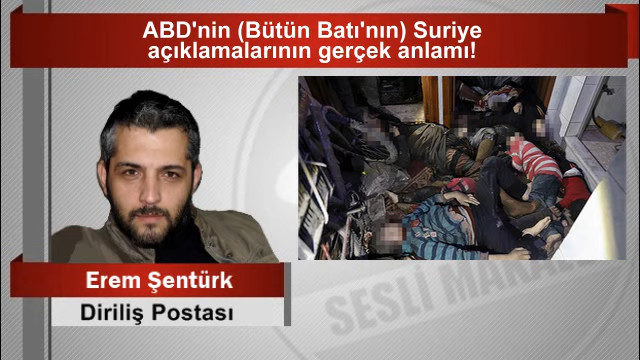 ABD'nin (Bütün Batı'nın) Suriye
açıklamalarının gerçek anlamı!
Erem Şentürk
Diriliş Postası
SESLİ MAKALE